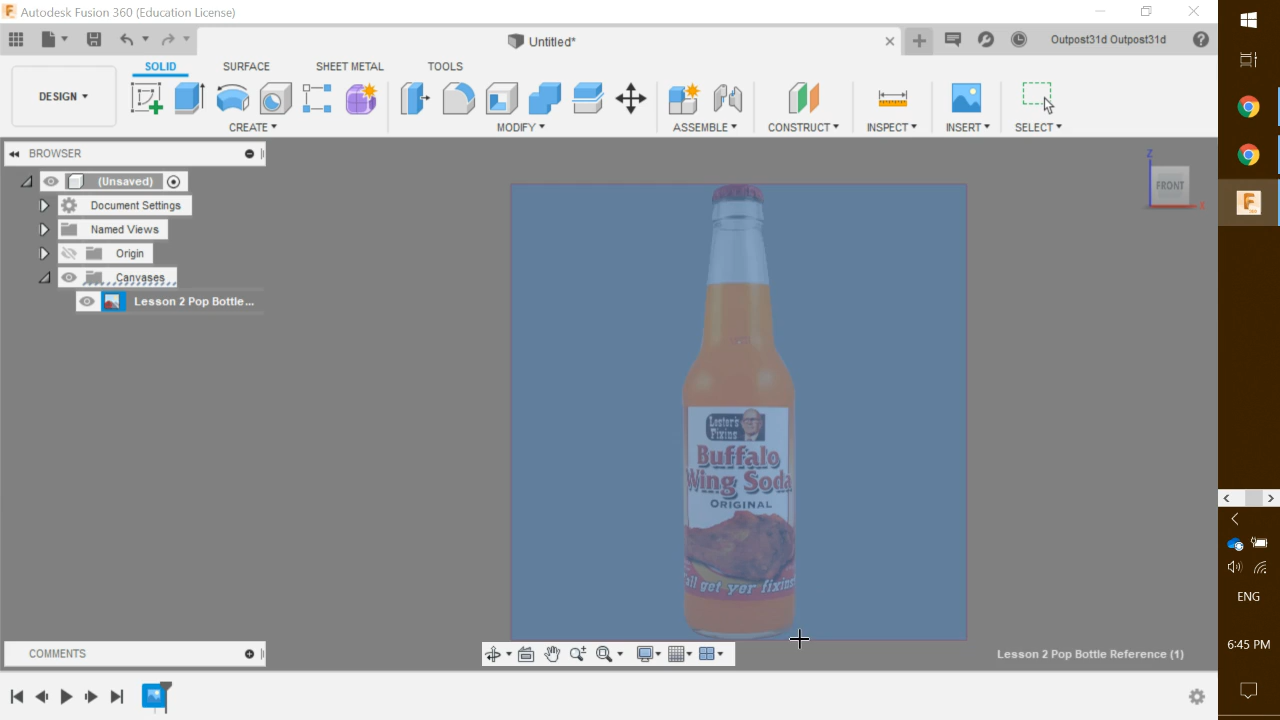 Autodesk Fusion 360 (Education License)
Untitled*
Outpost31d Outpost31d
SOLID SURFACE SHEET METAL TOOLS
DESIGN
CREATE MODIFY ASSEMBLE CONSTRUCT INSPECT INSERT SELECT
BROWSER
(Unsaved)
Document Settings
Named Views
Origin
Canvases
Lesson 2 Pop Bottle...
Z
FRONT
X
Lester's
Fixins
Buffalo
Wing Soda
ORIGINAL
all get yer fixins
COMMENTS
Lesson 2 Pop Bottle Reference (1)
ENG
6:45 PM